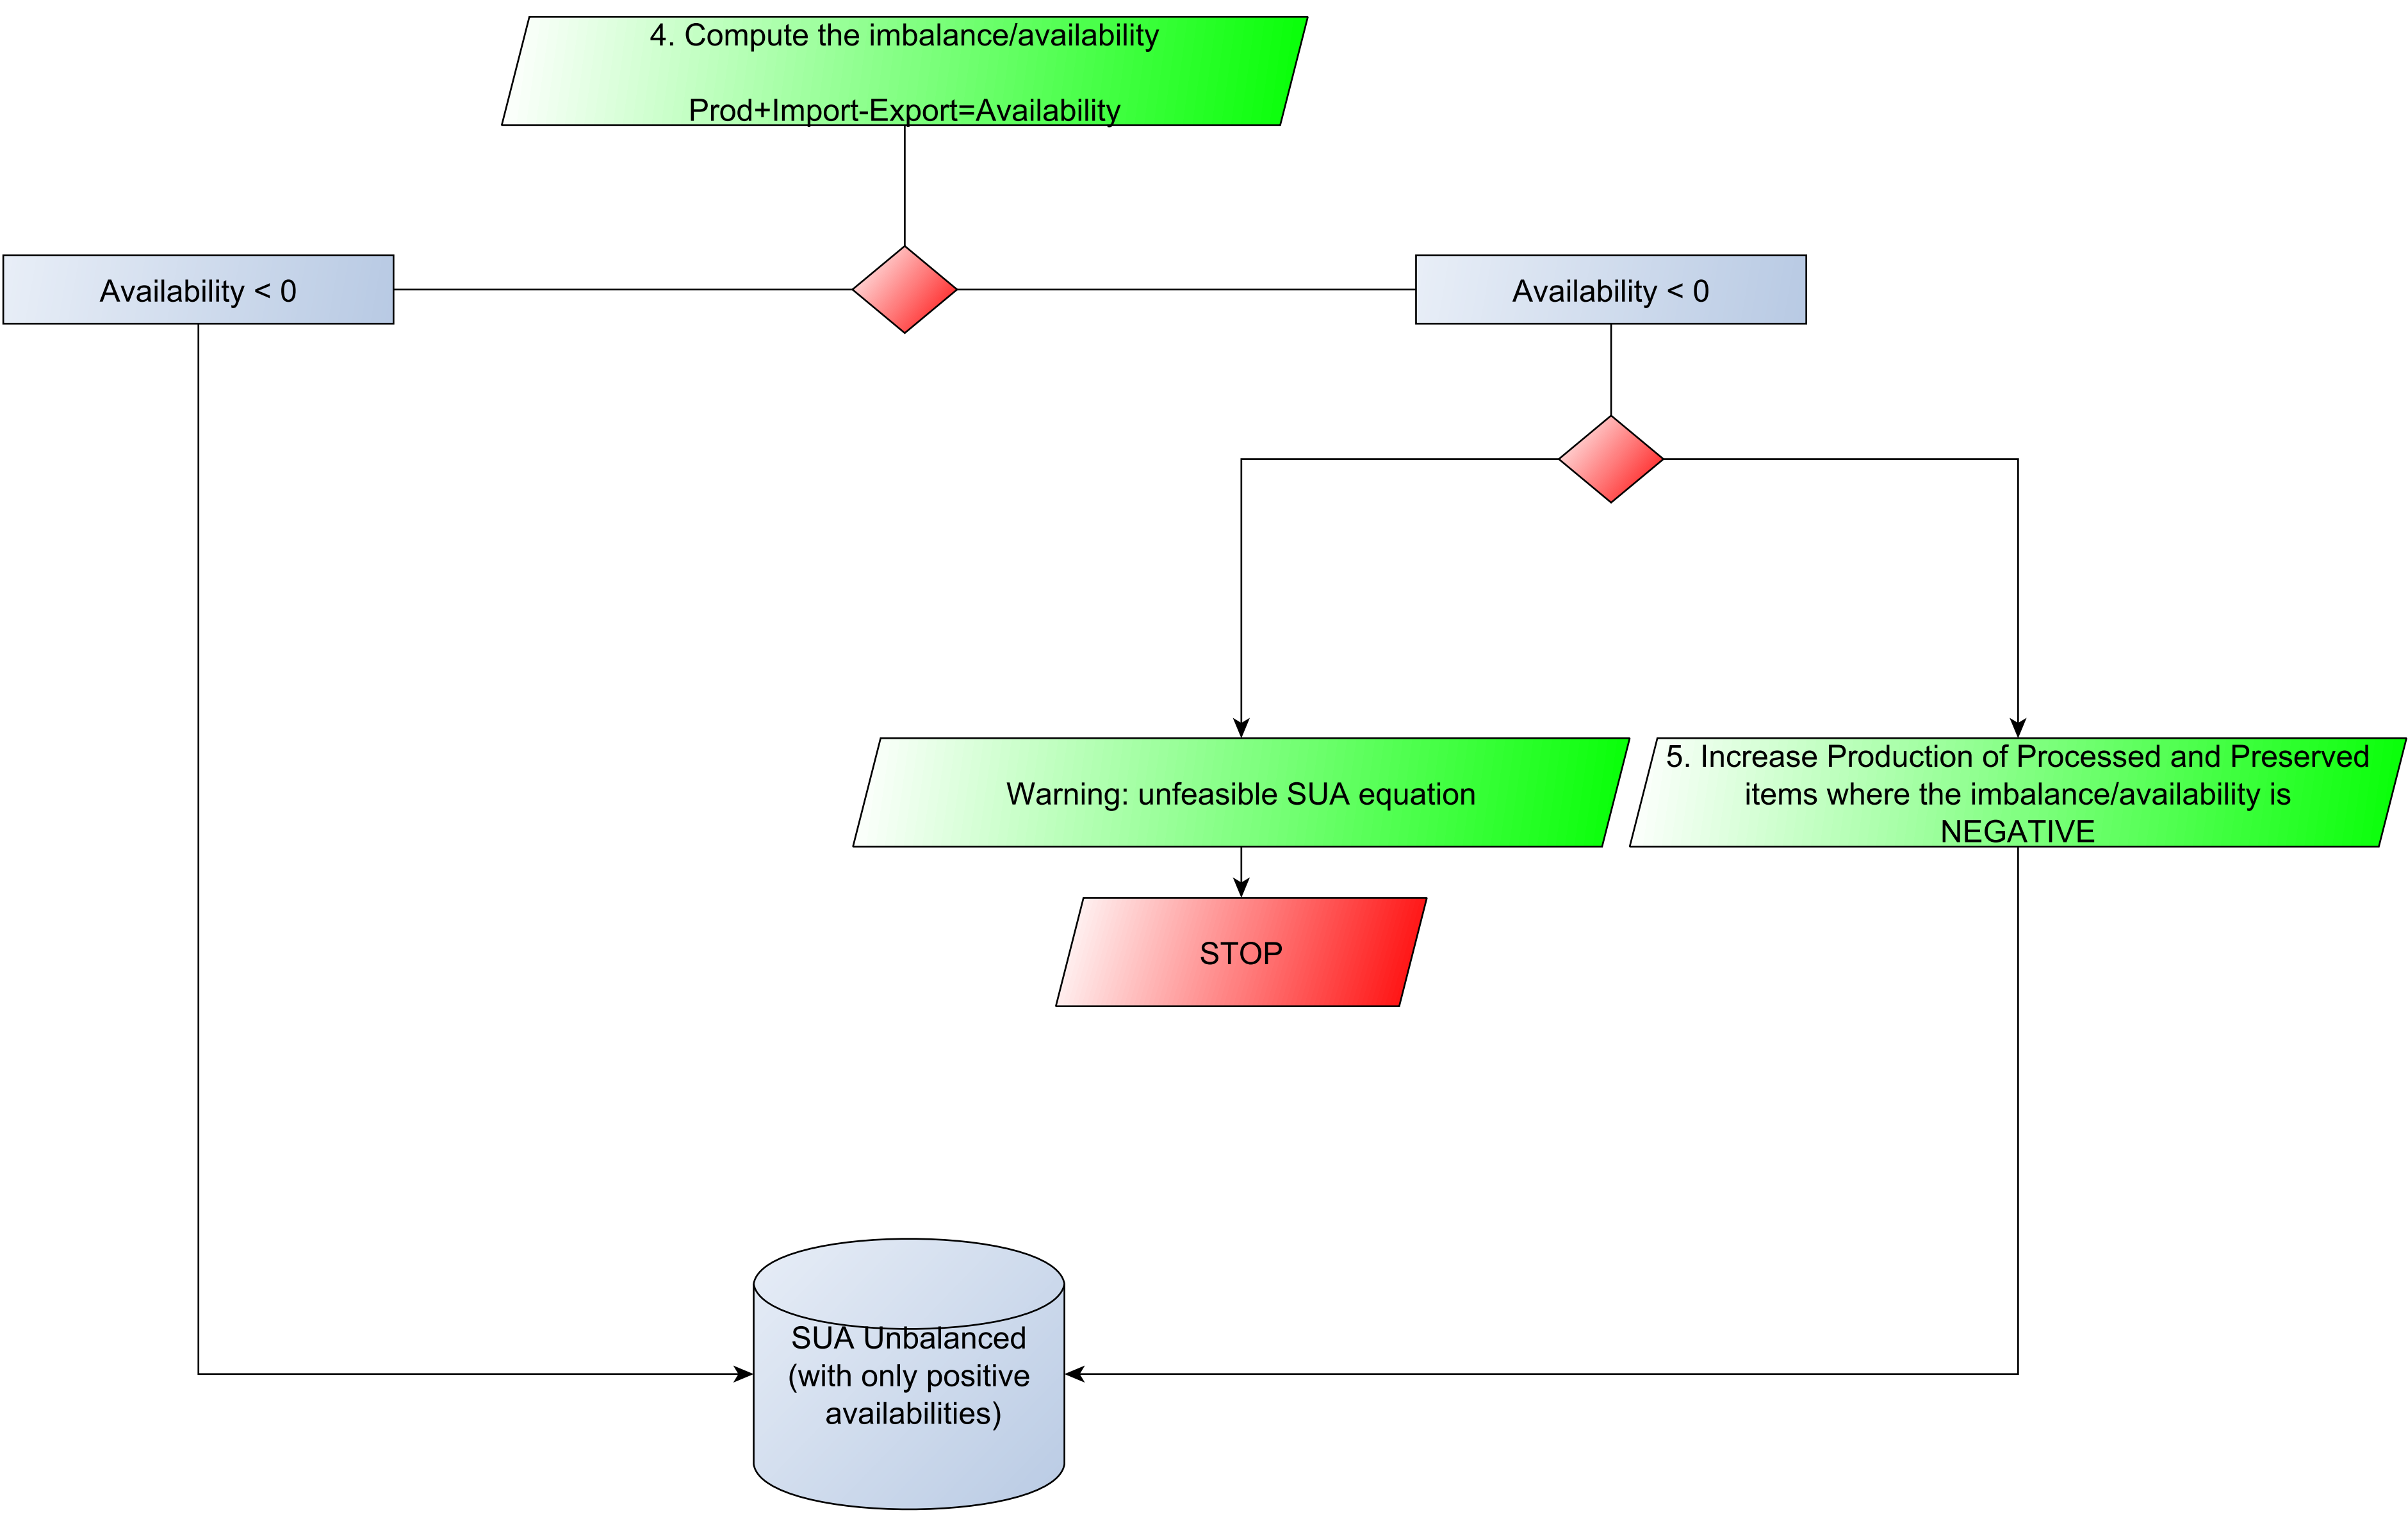 4. Compute the imbalance/availability
Prod+Import-Export=Availability
Availability < 0
Availability < 0
Warning: unfeasible SUA equation
5. Increase Production of Processed and Preserved
items where the imbalance/availability is
NEGATIVE
STOP
SUA Unbalanced
(with only positive
availabilities)